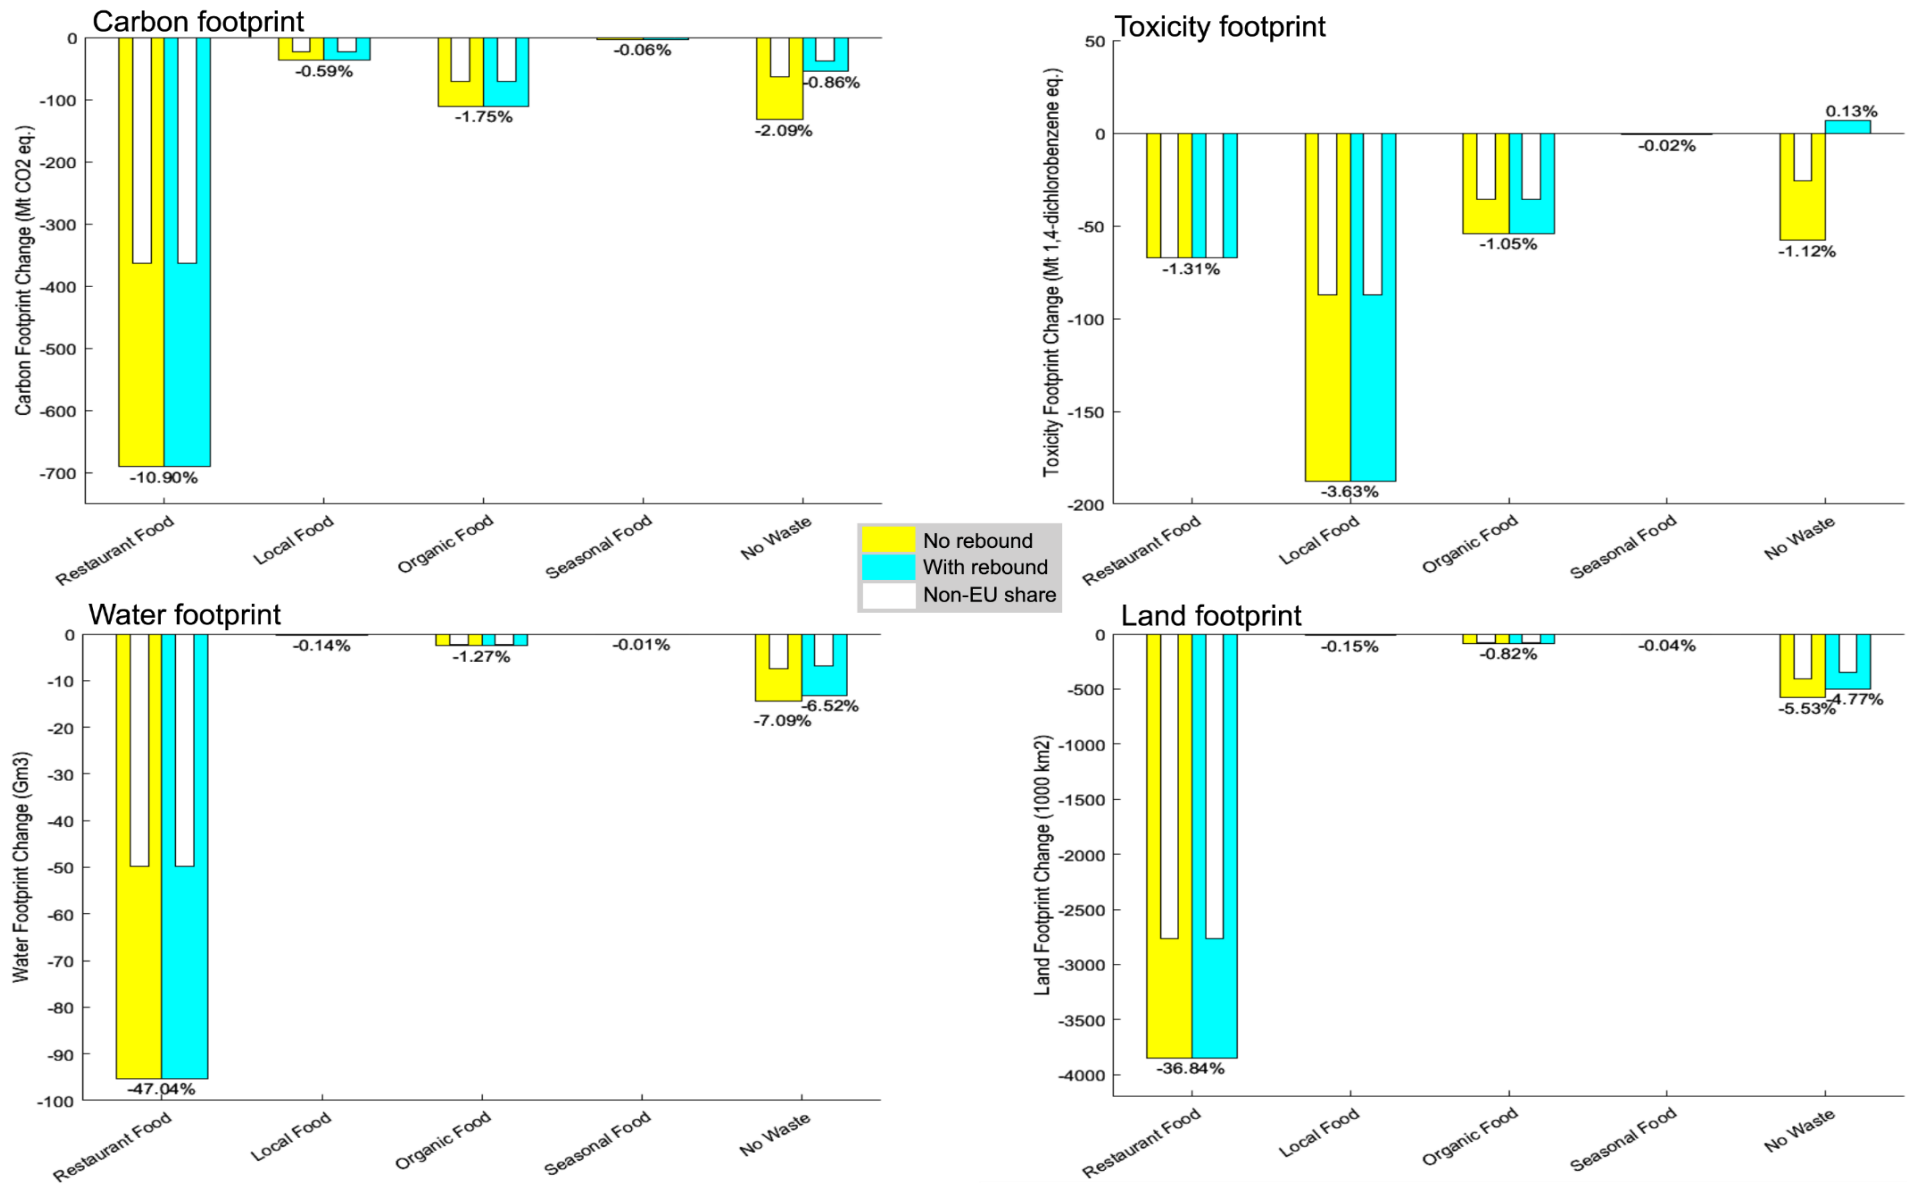 Carbon footprint
Carbon Footprint Change (Mt CO2 eq.)
0
-100
-200
-300
-400
-500
-600
-700
-10.90%
-0.59%
-1.75%
-0.06%
-2.09%
-0.86%
Restaurant Food
Local Food
Organic Food
Seasonal Food
No Waste
Toxicity footprint
Toxicity Footprint Change (Mt 1,4-dichlorobenzene eq.)
50
0
-50
-100
-150
-200
-1.31%
-3.63%
-1.05%
-0.02%
-1.12%
0.13%
Restaurant Food
Local Food
Organic Food
Seasonal Food
No Waste
No rebound
With rebound
Non-EU share
Water footprint
Water Footprint Change (Gm3)
0
-10
-20
-30
-40
-50
-60
-70
-80
-90
-100
-47.04%
-0.14%
-1.27%
-0.01%
-7.09%
-6.52%
Restaurant Food
Local Food
Organic Food
Seasonal Food
No Waste
Land footprint
Land Footprint Change (1000 km2)
0
-500
-1000
-1500
-2000
-2500
-3000
-3500
-4000
-36.84%
-0.15%
-0.82%
-0.04%
-5.53%
-4.77%
Restaurant Food
Local Food
Organic Food
Seasonal Food
No Waste